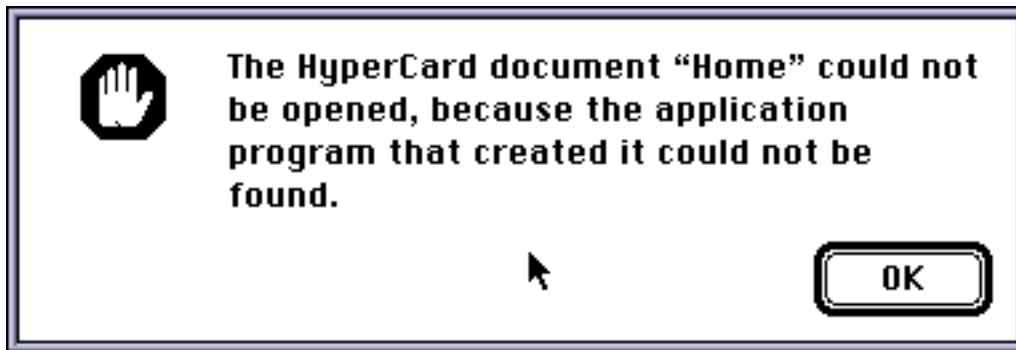 The HyperCard document “Home” could not
be opened, because the application
program that created it could not be
found.
OK